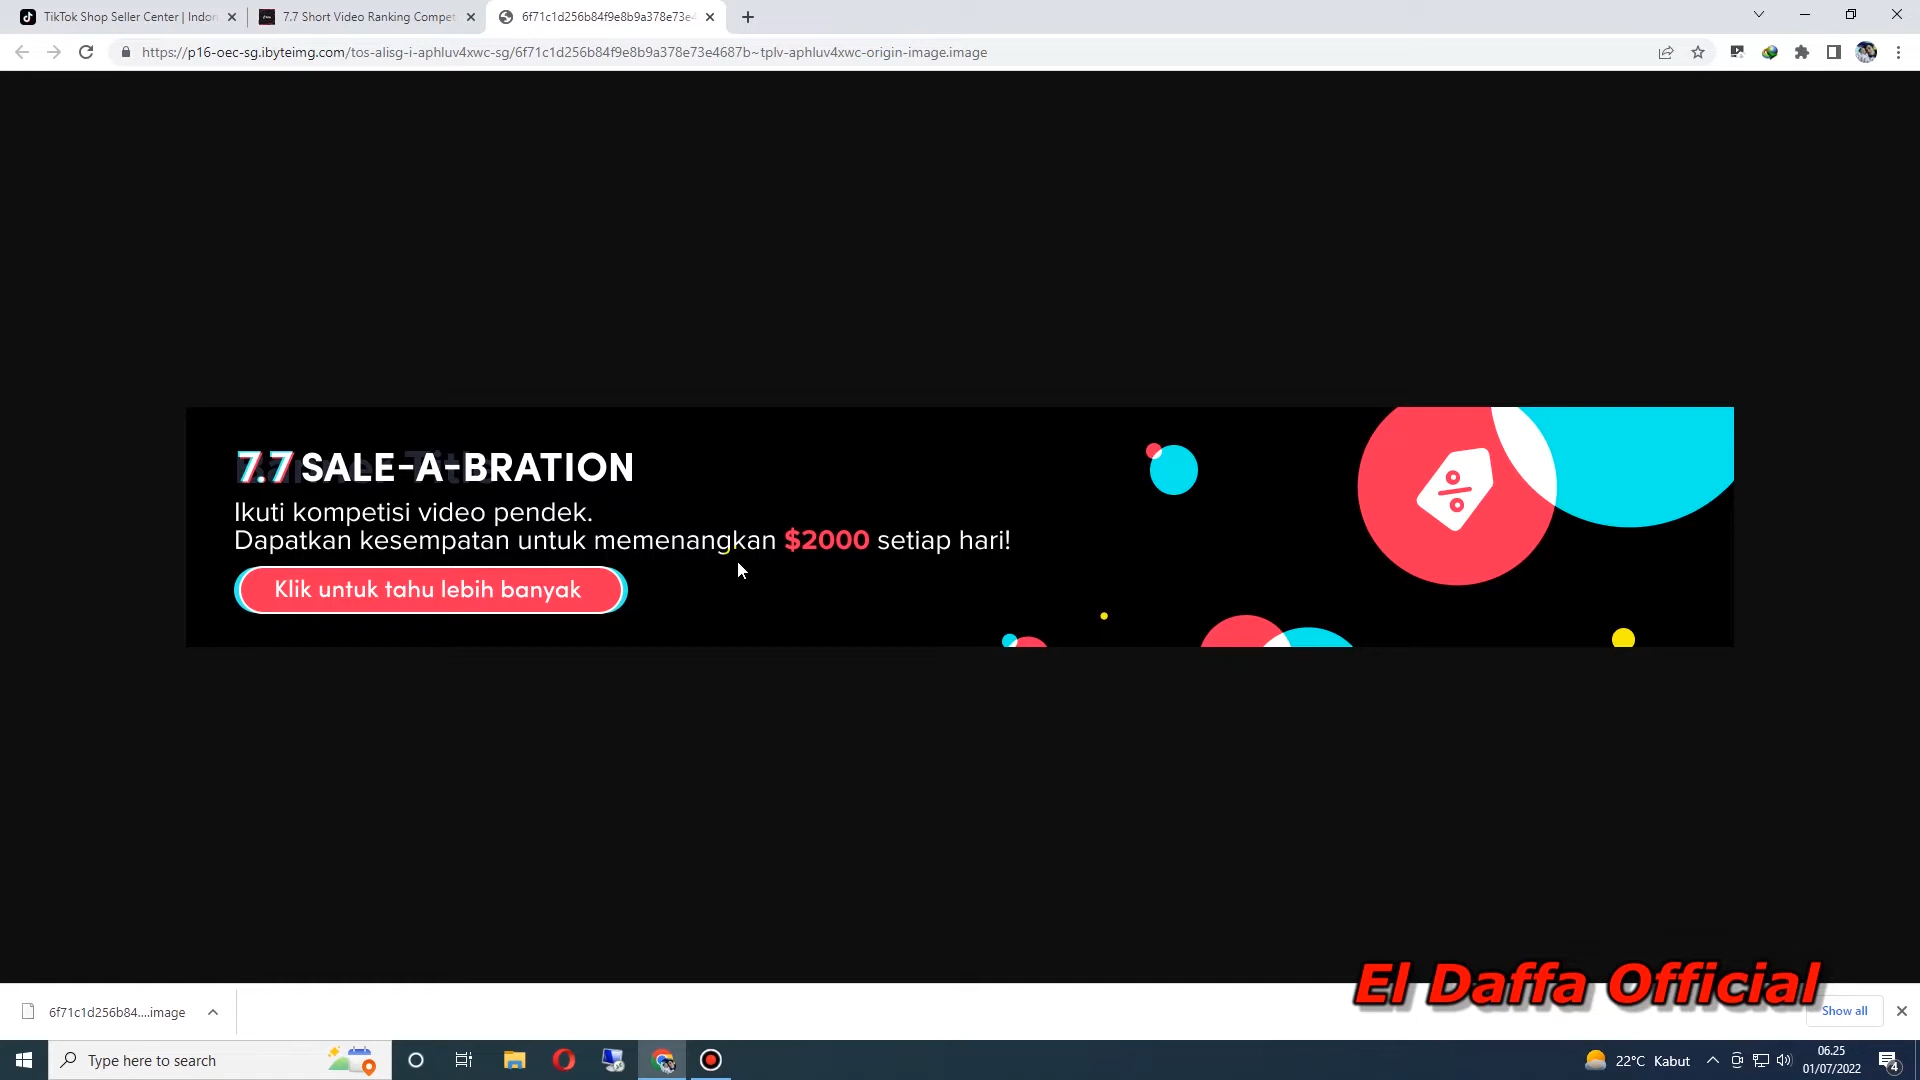 TikTok Shop Seller Center | Indon
7.7 Short Video Ranking Compet
6f71c1d256b84f9e8b9a378e73e4
https://p16-oec-sg.ibyteimg.com/tos-alisg-i-aphluv4xwc-sg/6f71c1d256b84f9e8b9a378e73e4687b~tplv-aphluv4xwc-origin-image.image
7.7 SALE-A-BRATION
Ikuti kompetisi video pendek.
Dapatkan kesempatan untuk memenangkan $2000 setiap hari!
Klik untuk tahu lebih banyak
El Daffa Official
6f71c1d256b84....image
Show all
Type here to search
22°C Kabut
06.25
01/07/2022
4